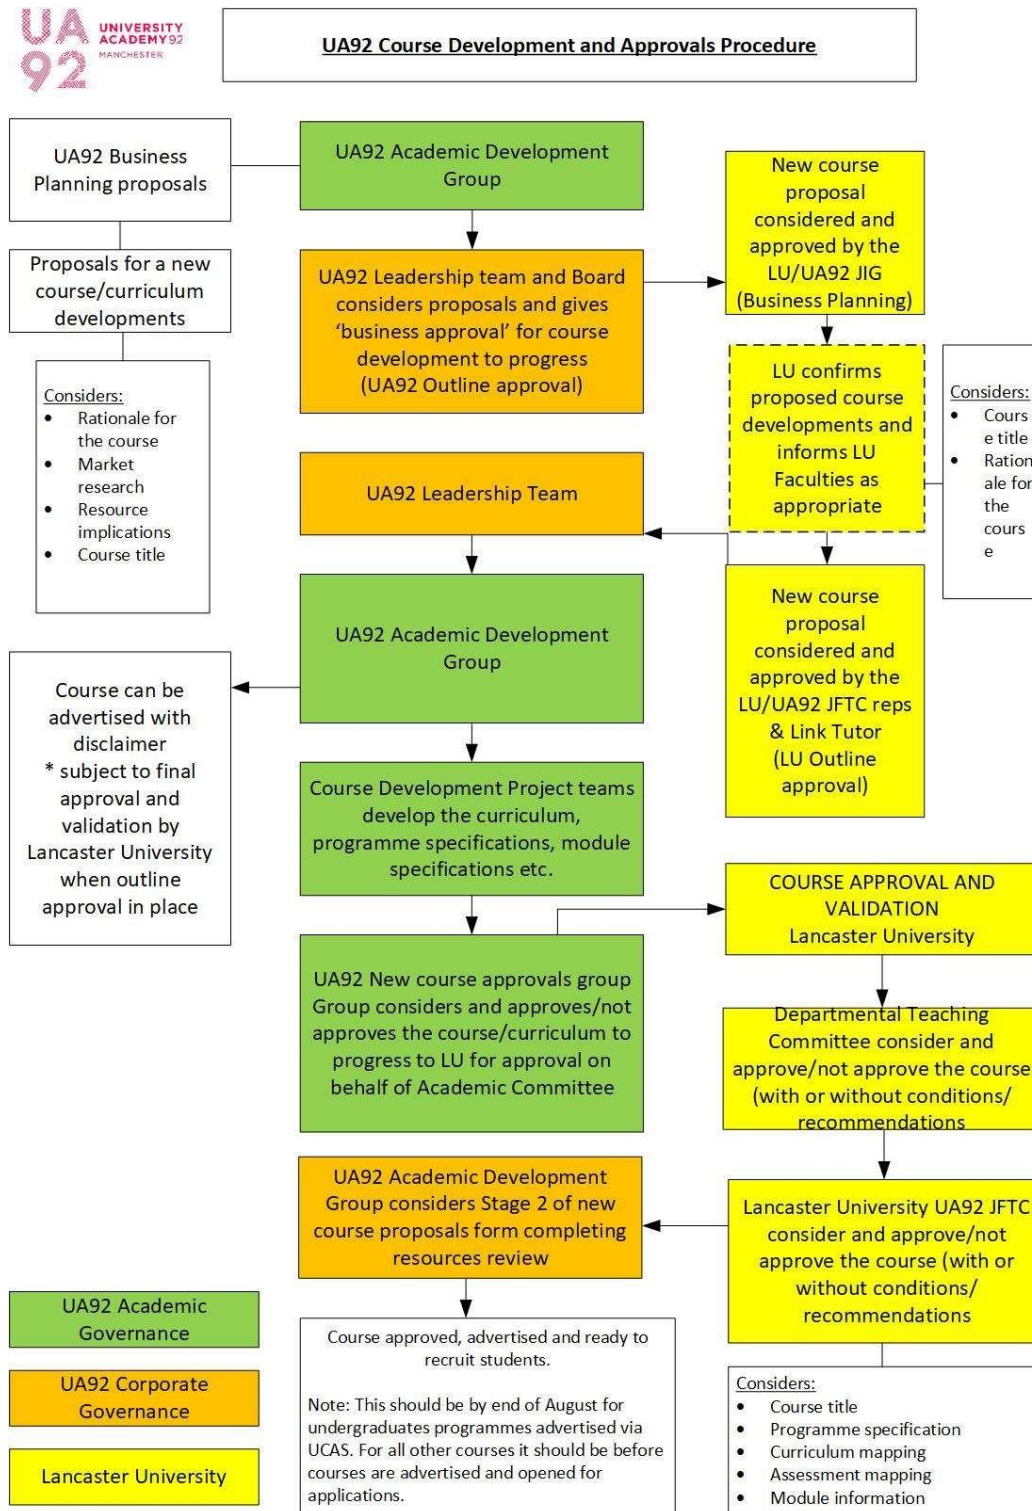 UA
92
UNIVERSITY
ACADEMY92
MANCHESTER
UA92 Course Development and Approvals Procedure
UA92 Business
Planning proposals
UA92 Academic Development
Group
New course
proposal
considered and
approved by the
LU/UA92 JIG
(Business Planning)
Proposals for a new
course/curriculum
developments
UA92 Leadership team and Board
considers proposals and gives
‘business approval’ for course
development to progress
(UA92 Outline approval)
Considers:
• Rationale for
the course
• Market
research
• Resource
implications
• Course title
LU confirms
proposed course
developments and
informs LU
Faculties as
appropriate
Considers:
• Cours
e title
• Ration
ale for
the
cours
e
UA92 Leadership Team
UA92 Academic Development
Group
New course
proposal
considered and
approved by the
LU/UA92 JFTC reps
& Link Tutor
(LU Outline
approval)
Course can be
advertised with
disclaimer
* subject to final
approval and
validation by
Lancaster University
when outline
approval in place
Course Development Project teams
develop the curriculum,
programme specifications, module
specifications etc.
COURSE APPROVAL AND
VALIDATION
Lancaster University
UA92 New course approvals group
Group considers and approves/not
approves the course/curriculum to
progress to LU for approval on
behalf of Academic Committee
Departmental Teaching
Committee consider and
approve/not approve the course
(with or without conditions/
recommendations
UA92 Academic Development
Group considers Stage 2 of new
course proposals form completing
resources review
Lancaster University UA92 JFTC
consider and approve/not
approve the course (with or
without conditions/
recommendations
UA92 Academic
Governance
UA92 Corporate
Governance
Lancaster University
Course approved, advertised and ready to
recruit students.
Note: This should be by end of August for
undergraduates programmes advertised via
UCAS. For all other courses it should be before
courses are advertised and opened for
applications.
Considers:
• Course title
• Programme specification
• Curriculum mapping
• Assessment mapping
• Module information